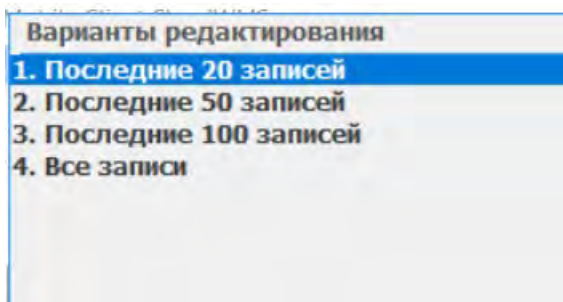 Варианты редактирования
1. Последние 20 записей
2. Последние 50 записей
3. Последние 100 записей
4. Все записи